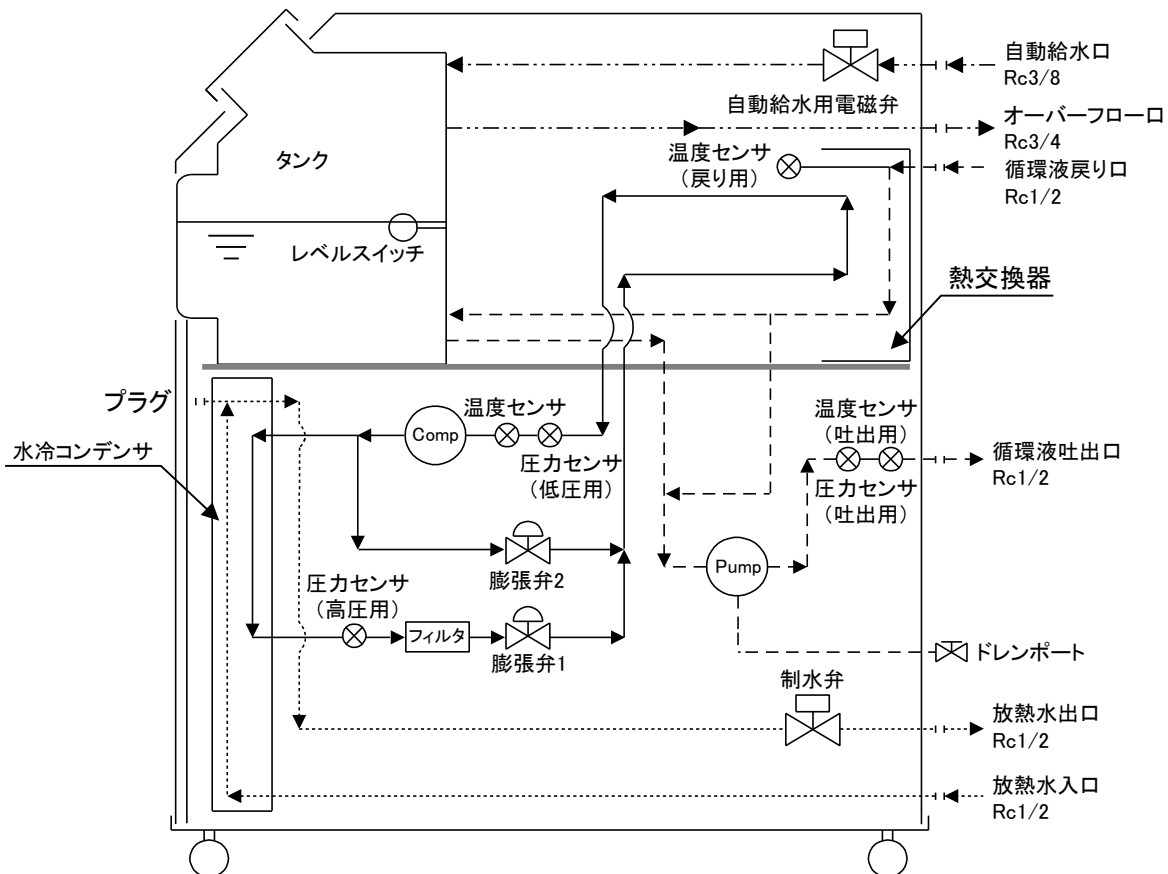 自動給水口
Rc3/8
自動給水用電磁弁
オーバーフロー口
Rc3/4
タンク
温度センサ
（戻り用）
循環液戻り口
Rc1/2
レベルスイッチ
熱交換器
プラグ
水冷コンデンサ
Comp
温度センサ
圧力センサ
（低圧用）
温度センサ
（吐出用）
圧力センサ
（吐出用）
循環液吐出口
Rc1/2
膨張弁2
Pump
圧力センサ
（高圧用）
フィルタ
膨張弁1
ドレンポート
制水弁
放熱水出口
Rc1/2
放熱水入口
Rc1/2